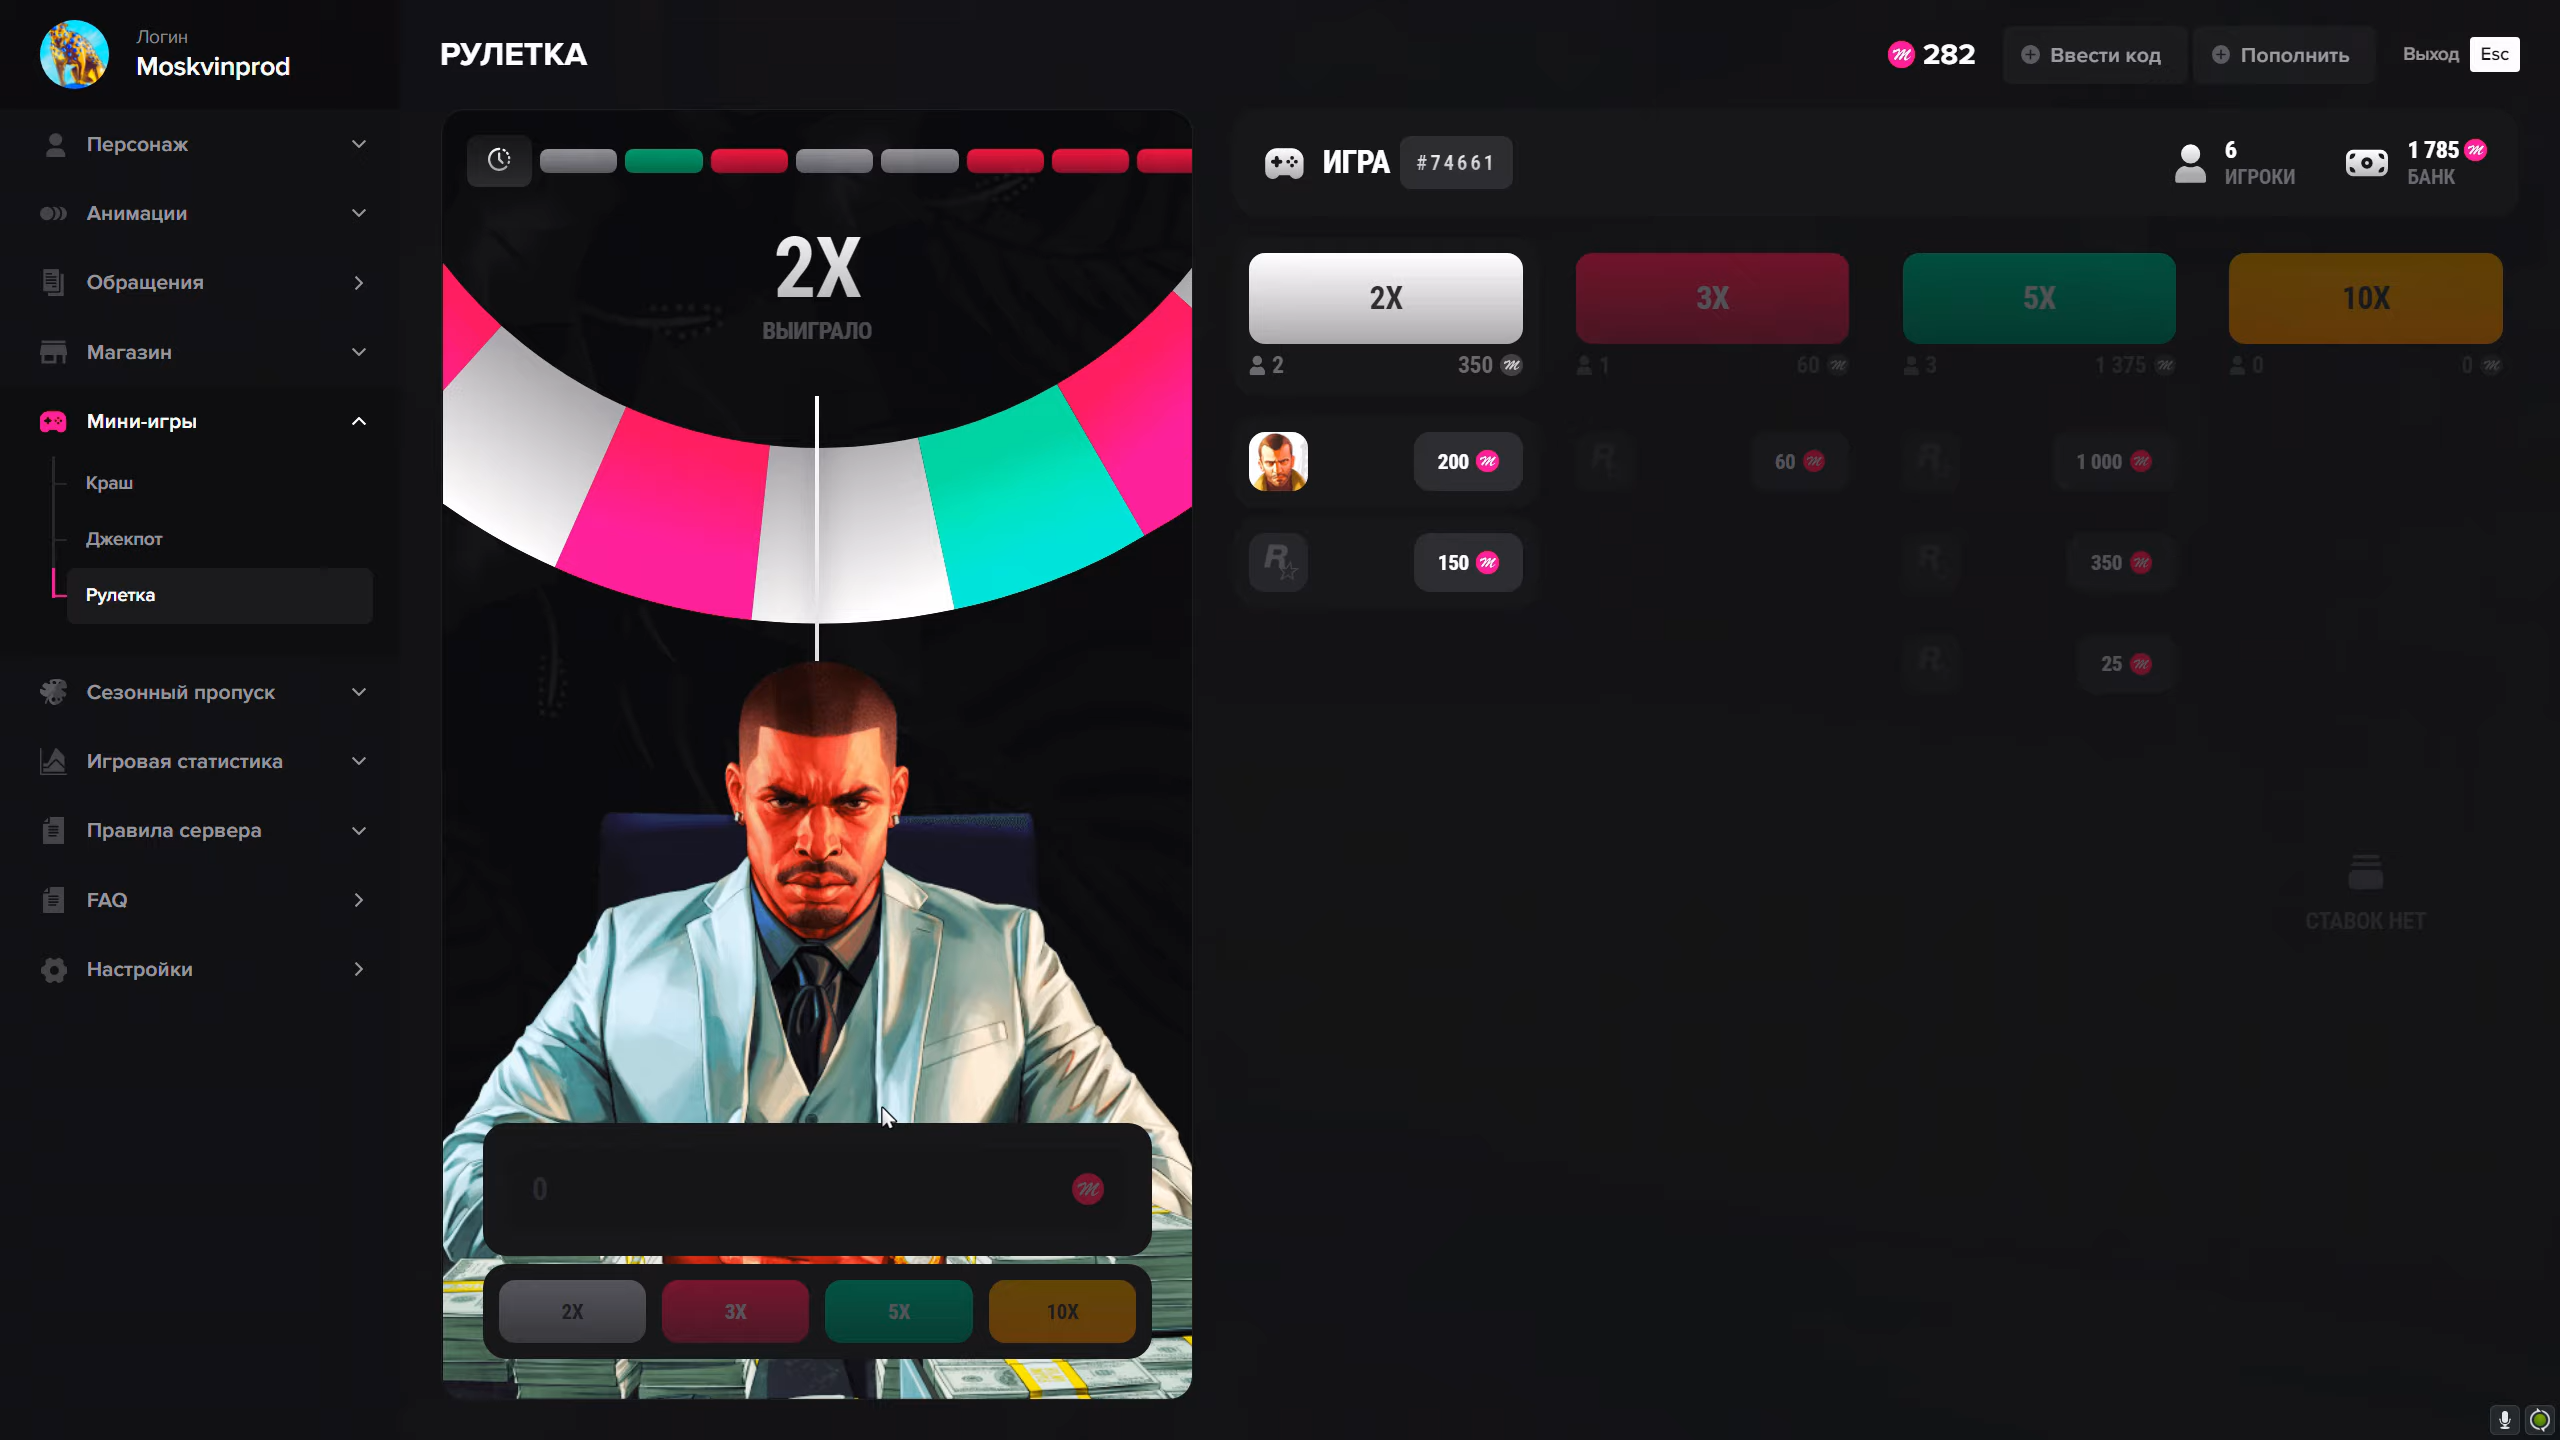 Логин
Moskvinprod
РУЛЕТКА
282
Ввести код
Пополнить
Выход
Esc
Персонаж
Анимации
Обращения
Магазин
Мини-игры
Краш
Джекпот
Рулетка
Сезонный пропуск
Игровая статистика
Правила сервера
FAQ
Настройки
2X
ВЫИГРАЛО
0
2X
3X
5X
10X
ИГРА
#74661
6
ИГРОКИ
1 785
БАНК
2X
3X
5X
10X
2
350
1
60
3
1 375
0
0
200
60
1 000
150
350
25
СТАВОК НЕТ